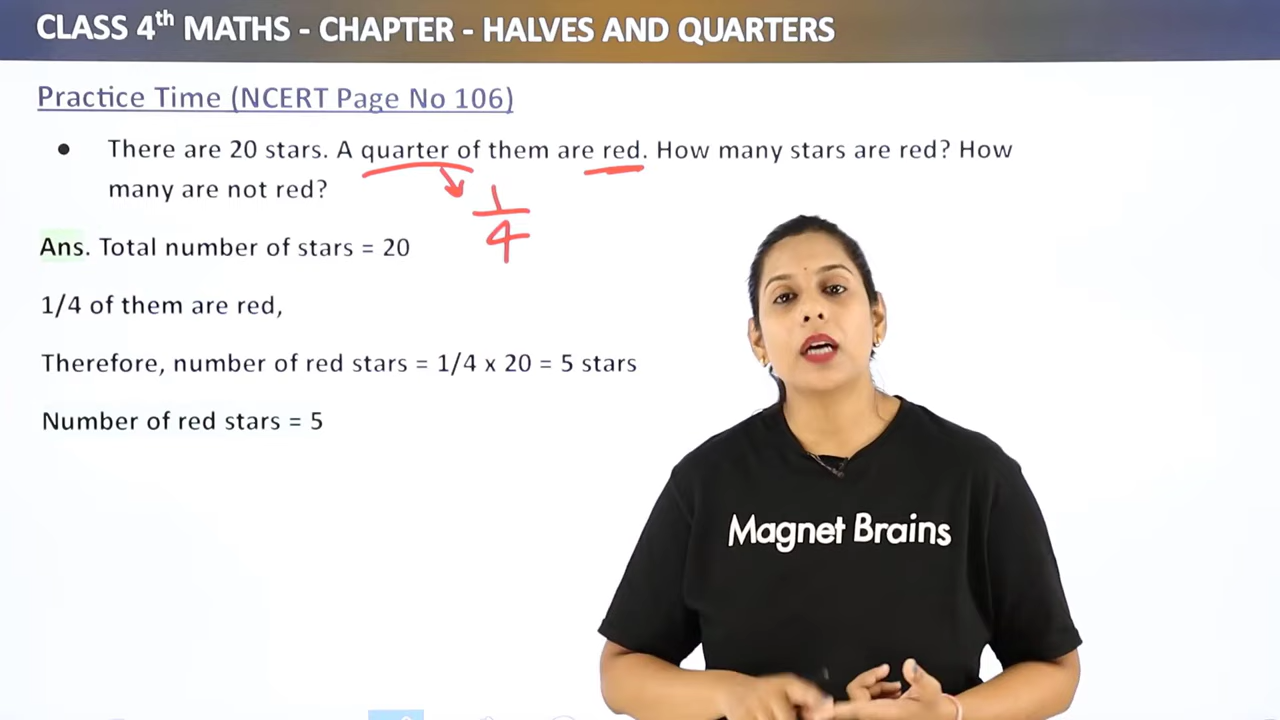 CLASS 4th MATHS - CHAPTER - HALVES AND QUARTERS
Practice Time (NCERT Page No 106)
• There are 20 stars. A quarter of them are red. How many stars are red? How
many are not red?
1
4
Ans. Total number of stars = 20
1/4 of them are red,
Therefore, number of red stars = 1/4 x 20 = 5 stars
Number of red stars = 5
Magnet Brains